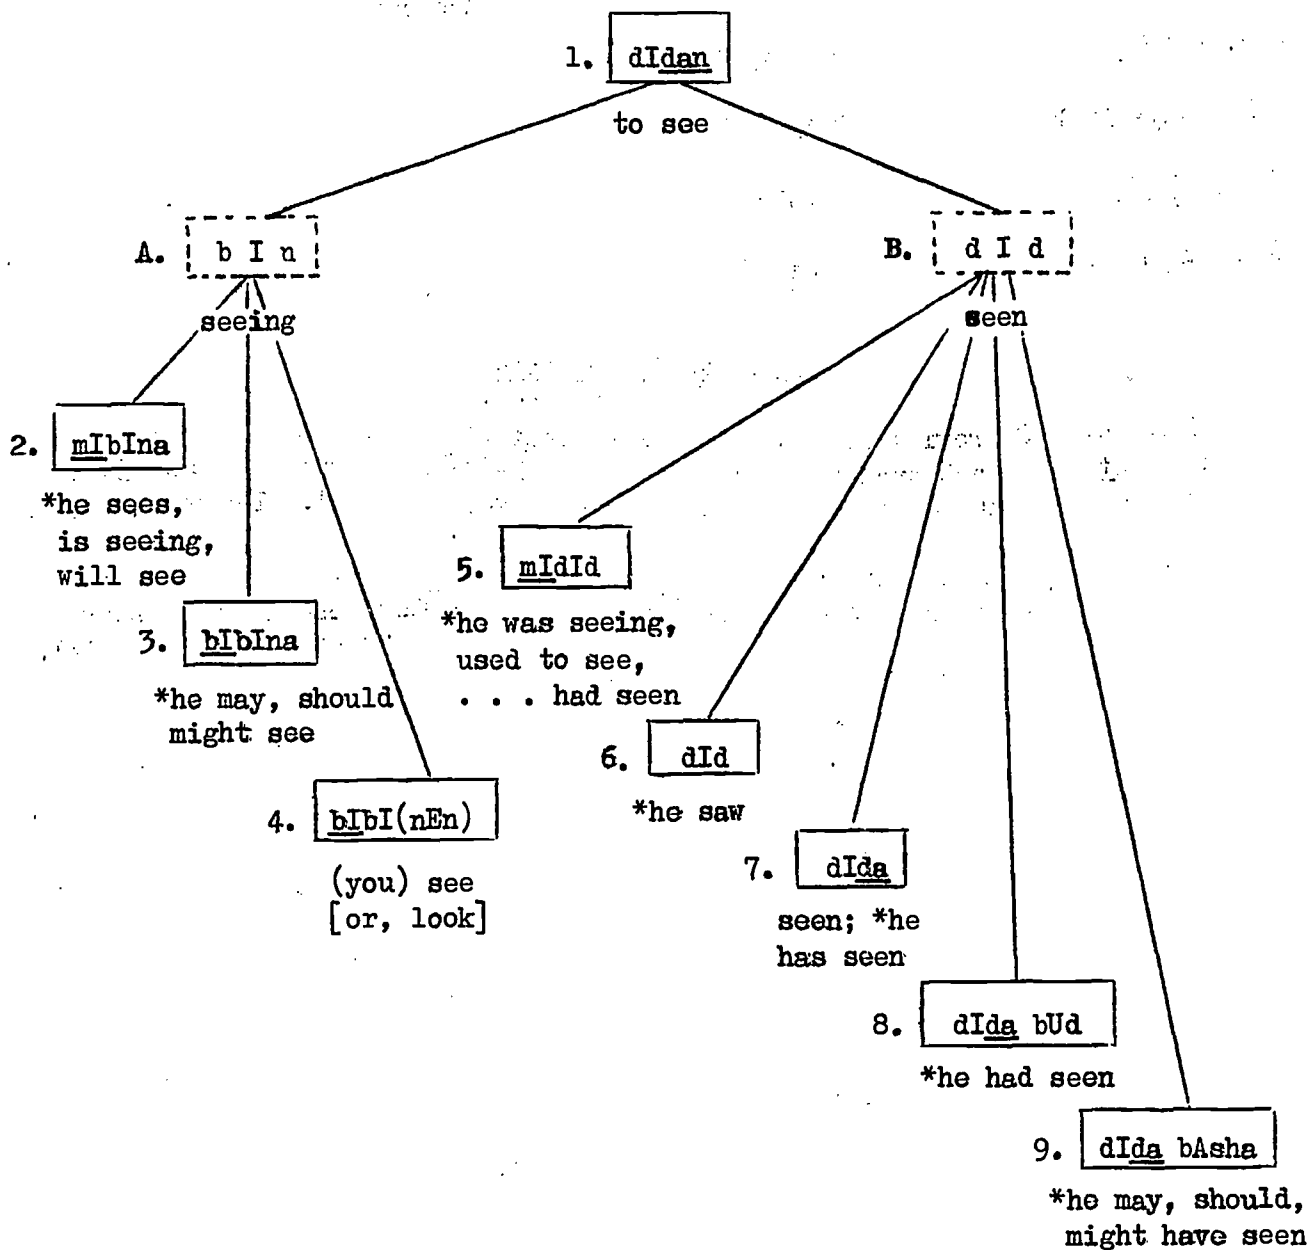 1. dIdan
to see
A. b I n
seeing
B. d I d
seen
2. mIbIna
*he sees,
is seeing,
will see
3. bIbIna
*he may, should
might see
4. bIbI(nEn)
(you) see
[or, look]
5. mIdId
*he was seeing,
used to see,
. . . had seen
6. dId
*he saw
7. dIda
seen; *he
has seen
8. dIda bUd
*he had seen
9. dIda bAsha
*he may, should,
might have seen